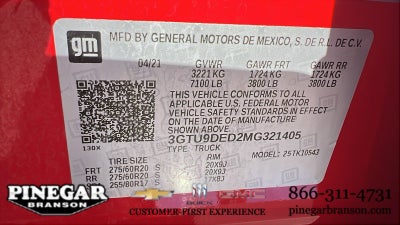 gm
MFD BY GENERAL MOTORS DE MEXICO, S. DE R.L. DE C.V.
04/21 GVWR GAWR FRT GAWR RR
3221 KG 1724 KG 1724 KG
7100 LB 3800 LB 3800 LB
THIS VEHICLE CONFORMS TO ALL
APPLICABLE U.S. FEDERAL MOTOR
VEHICLE SAFETY STANDARDS IN EFFECT
ON THE DATE OF MANUFACTURE
SHOWN ABOVE.
3GTU9DED2MG321405
130X
TYPE: TRUCK MODEL: 25TK10543
TIRE SIZE RIM
FRT 275/60R20 S 20X9J
RR 275/60R20 S 20X9J
255/80R17 S 17X8J
PINEGAR
BRANSON
BUICK GMC
CUSTOMER-FIRST EXPERIENCE
866-311-4731
pinegarbranson.com